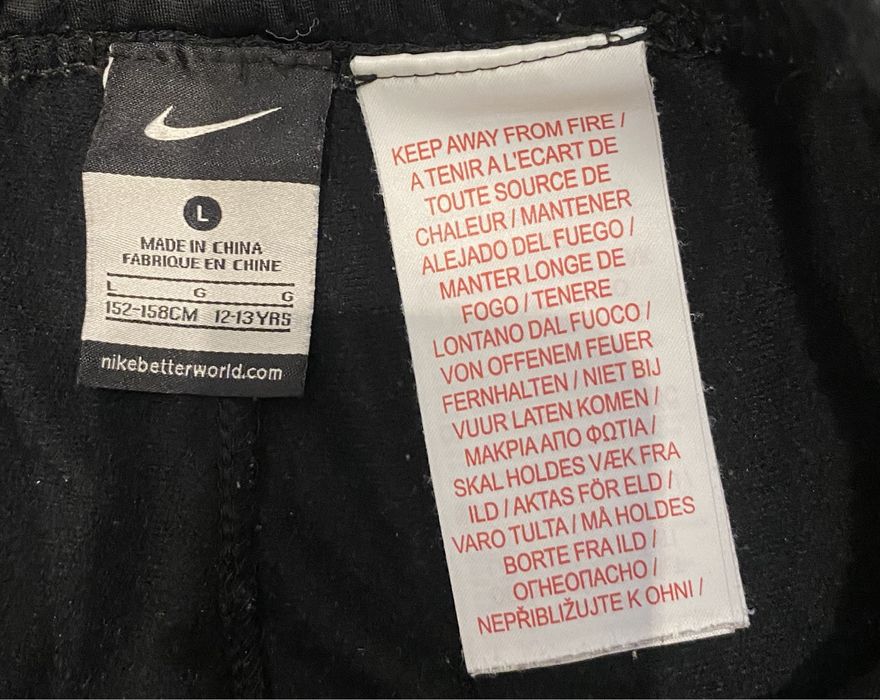 L
MADE IN CHINA
FABRIQUE EN CHINE
L G G
152-158CM 12-13YRS
nikebetterworld.com
KEEP AWAY FROM FIRE /
A TENIR A L'ECART DE
TOUTE SOURCE DE
CHALEUR / MANTENER
ALEJADO DEL FUEGO /
MANTER LONGE DE
FOGO / TENERE
LONTANO DAL FUOCO /
VON OFFENEM FEUER
FERNHALTEN / NIET BIJ
VUUR LATEN KOMEN /
ΜΑΚΡΙΑ ΑΠΟ ΦΩΤΙΑ /
SKAL HOLDES VÆK FRA
ILD / AKTAS FÖR ELD /
VARO TULTA / MÅ HOLDES
BORTE FRA ILD /
ОГНЕОПАСНО /
NEPŘIBLIŽUJTE K OHNI /